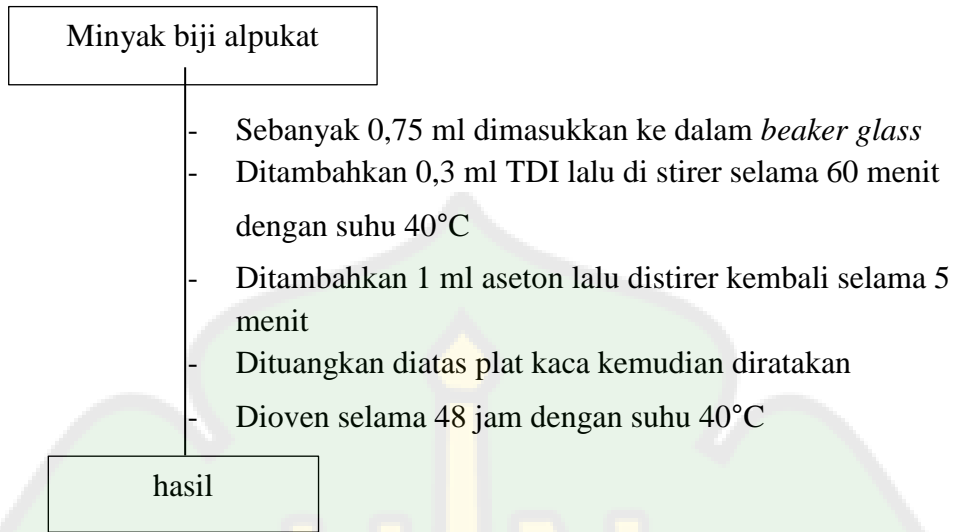 Minyak biji alpukat
- Sebanyak 0,75 ml dimasukkan ke dalam beaker glass
- Ditambahkan 0,3 ml TDI lalu di stirer selama 60 menit
dengan suhu 40°C
- Ditambahkan 1 ml aseton lalu distirer kembali selama 5
menit
- Dituangkan diatas plat kaca kemudian diratakan
- Dioven selama 48 jam dengan suhu 40°C
hasil